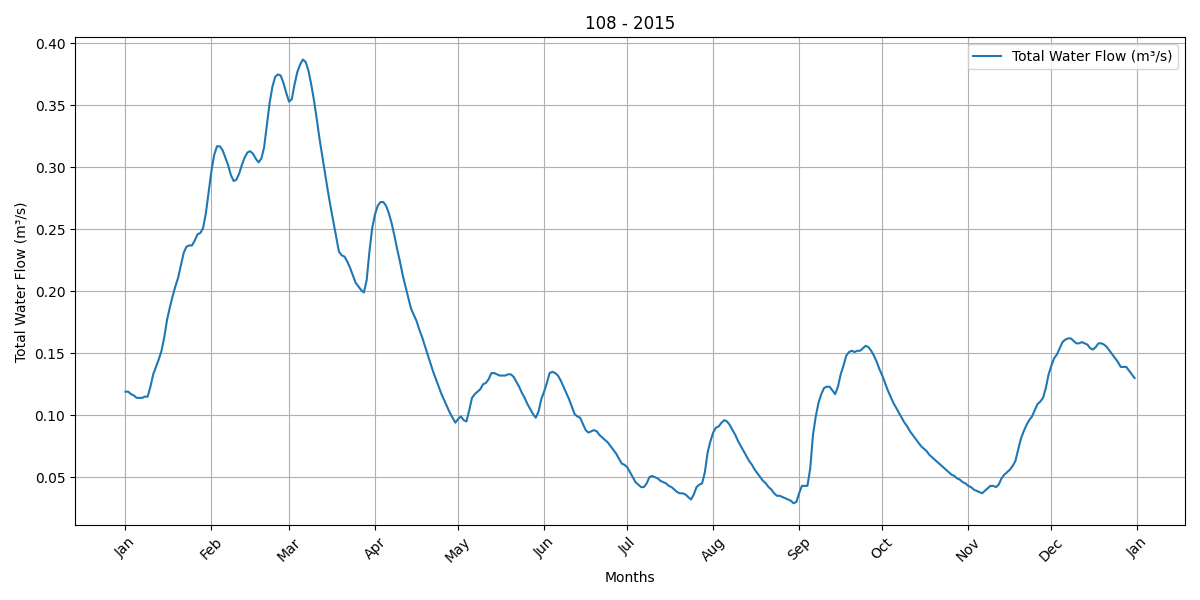 108 - 2015
Total Water Flow (m³/s)
Total Water Flow (m³/s)
0.40
0.35
0.30
0.25
0.20
0.15
0.10
0.05
Jan
Feb
Mar
Apr
May
Jun
Jul
Aug
Sep
Oct
Nov
Dec
Jan
Months